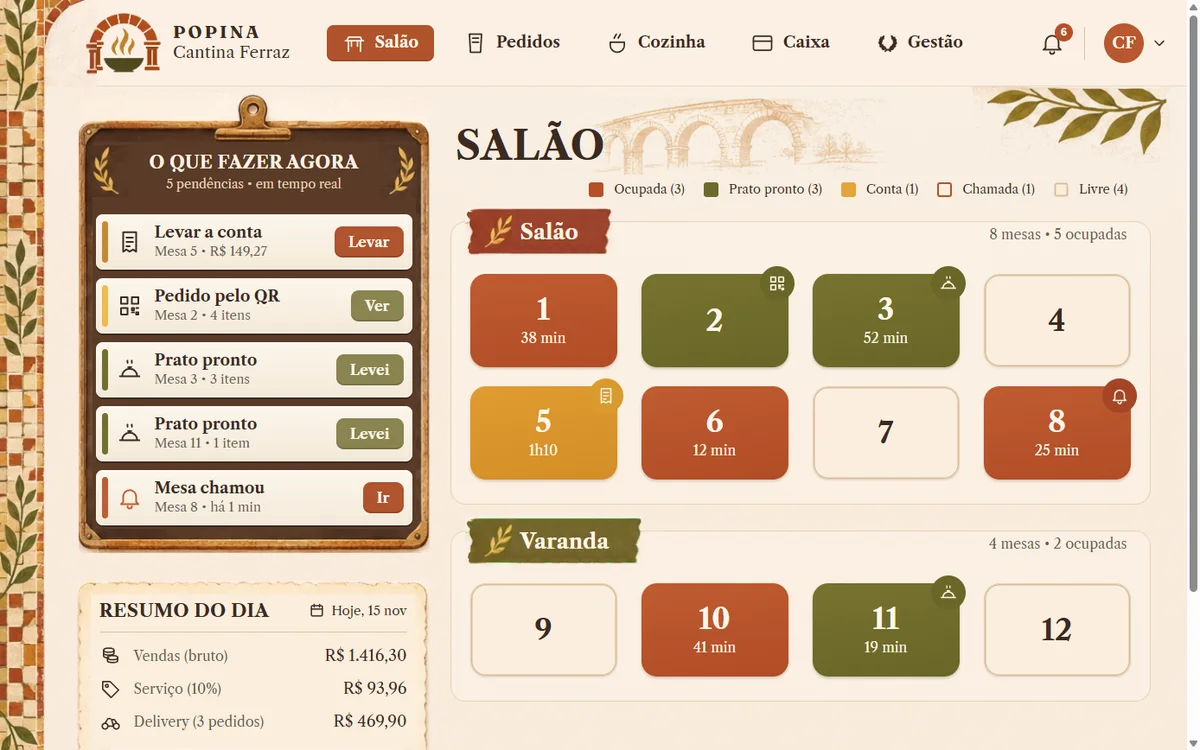 POPINA
Cantina Ferraz
Salão
Pedidos
Cozinha
Caixa
Gestão
6
CF
O QUE FAZER AGORA
5 pendências • em tempo real
Levar a conta
Mesa 5 • R$ 149,27
Levar
Pedido pelo QR
Mesa 2 • 4 itens
Ver
Prato pronto
Mesa 3 • 3 itens
Levei
Prato pronto
Mesa 11 • 1 item
Levei
Mesa chamou
Mesa 8 • há 1 min
Ir
RESUMO DO DIA
Hoje, 15 nov
Vendas (bruto)
R$ 1.416,30
Serviço (10%)
R$ 93,96
Delivery (3 pedidos)
R$ 469,90
SALÃO
Ocupada (3)
Prato pronto (3)
Conta (1)
Chamada (1)
Livre (4)
Salão
8 mesas • 5 ocupadas
1
38 min
2
3
52 min
4
5
1h10
6
12 min
7
8
25 min
Varanda
4 mesas • 2 ocupadas
9
10
41 min
11
19 min
12